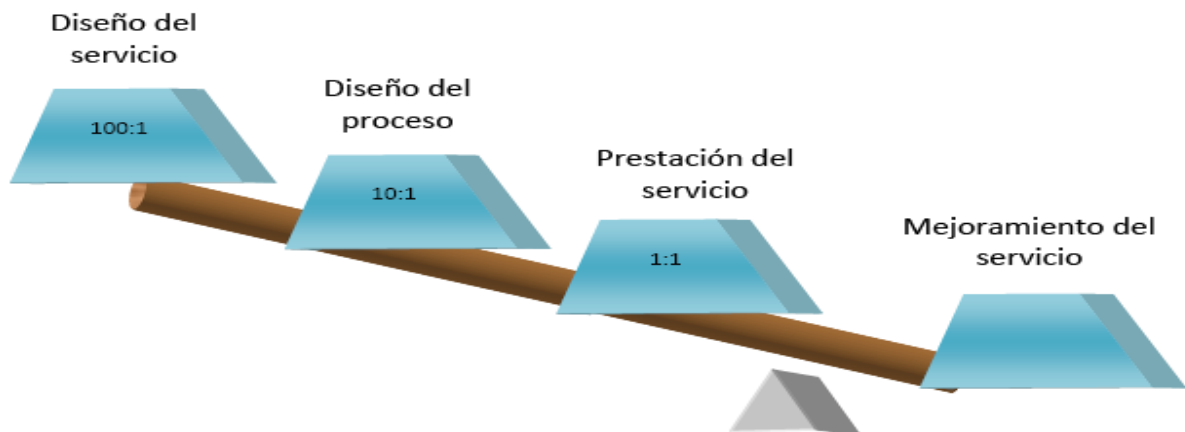 Diseño del
servicio
100:1
Diseño del
proceso
10:1
Prestación del
servicio
1:1
Mejoramiento del
servicio